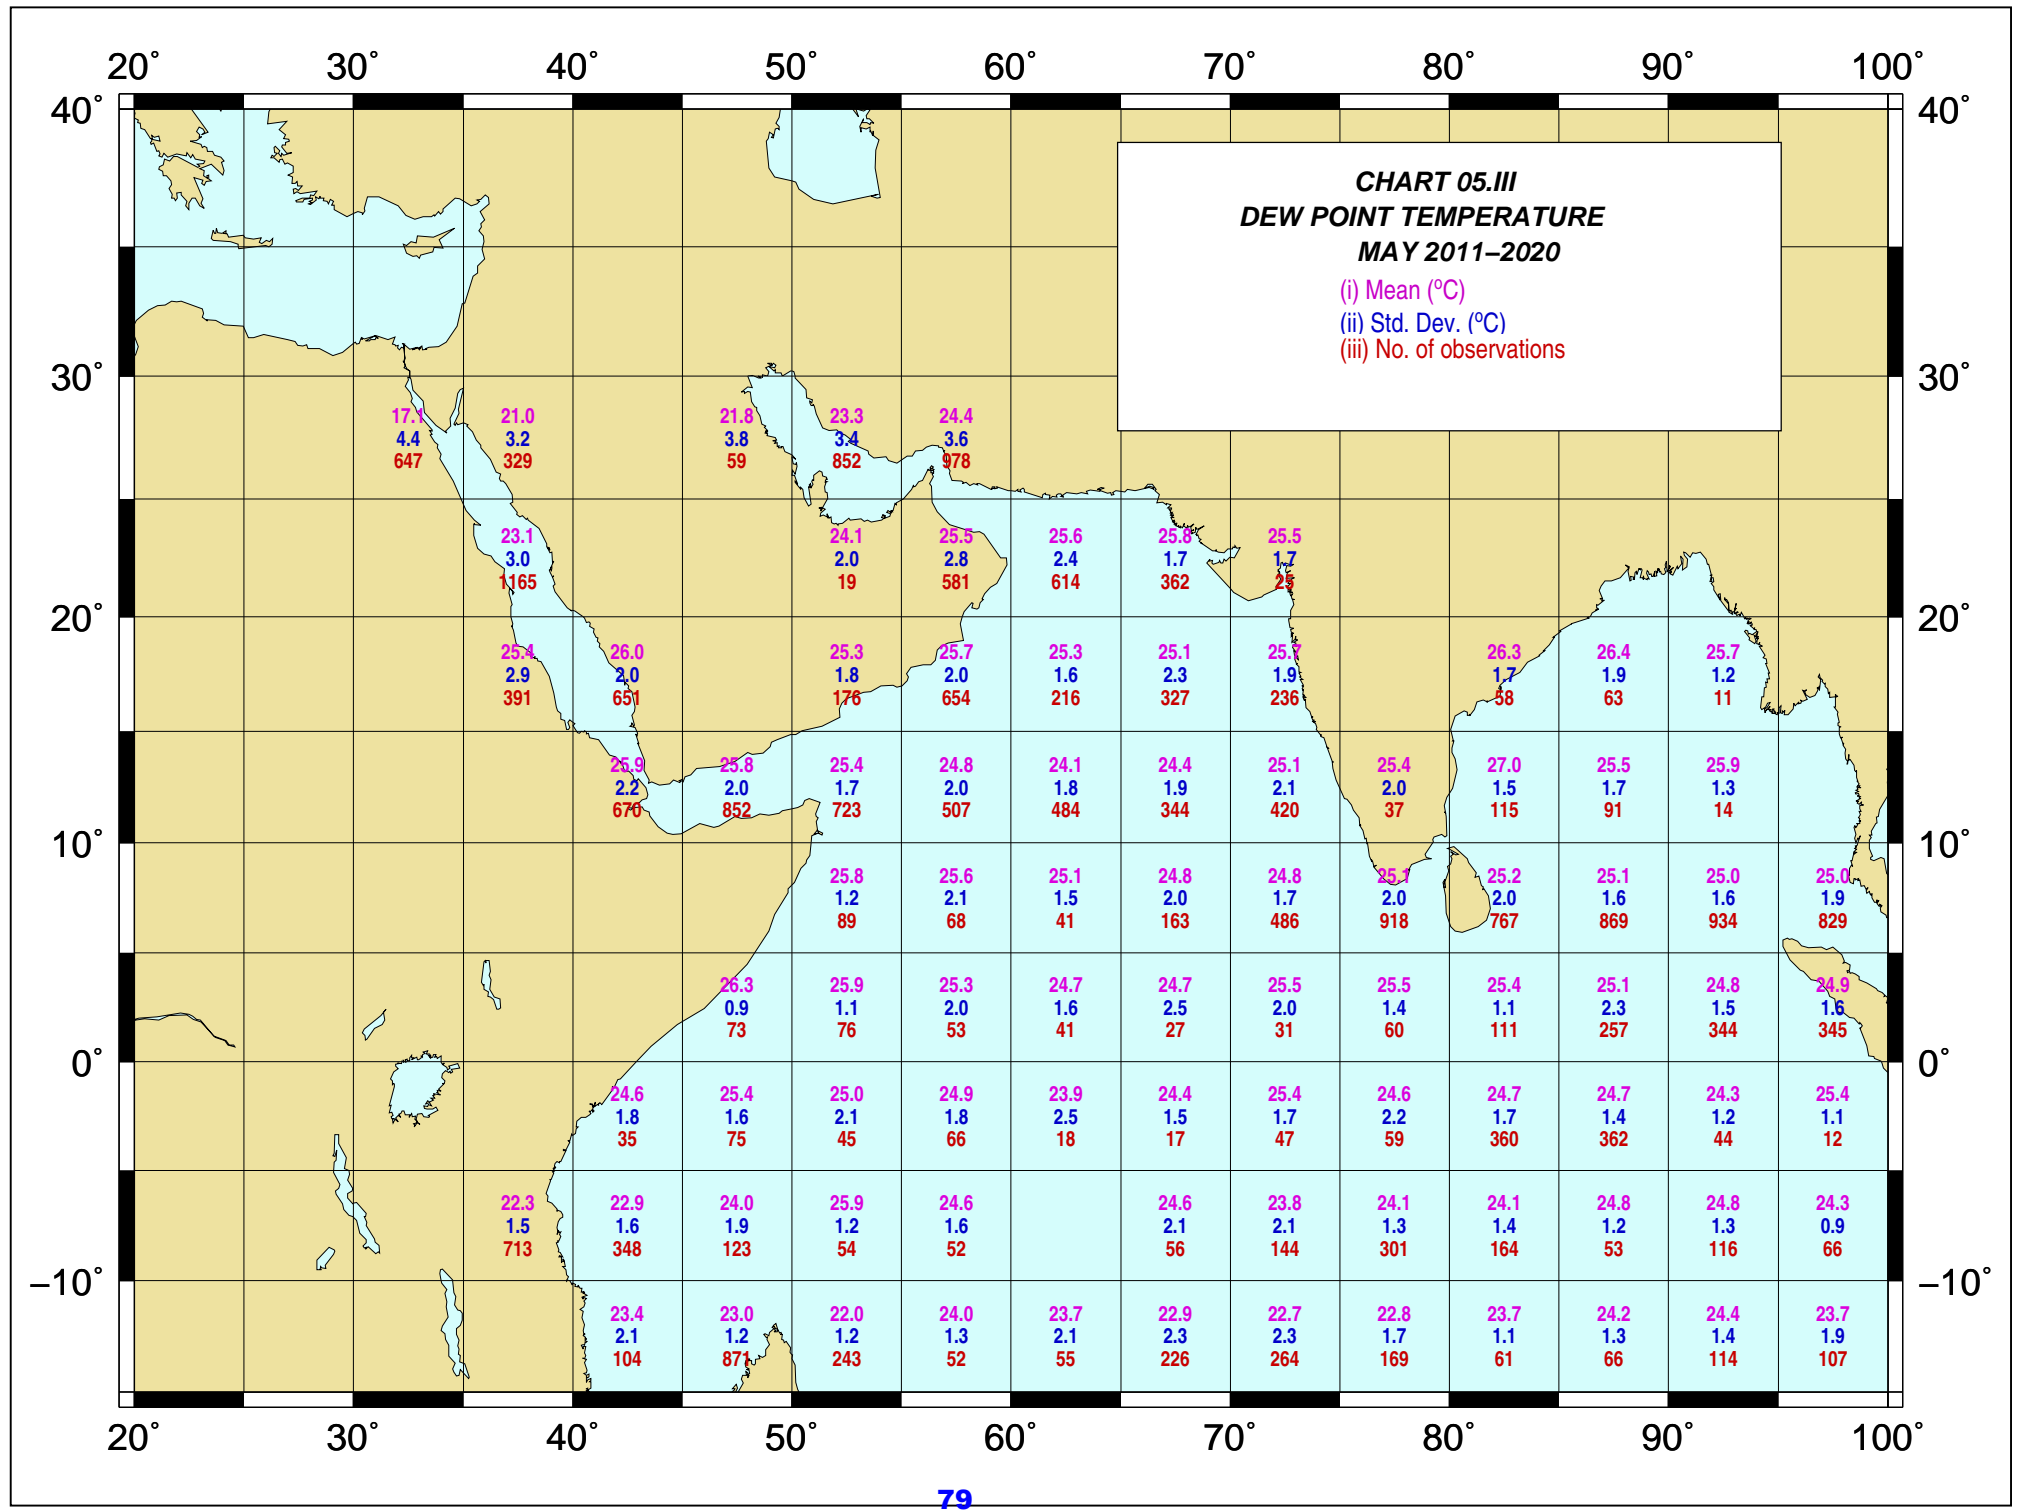 20° 30° 40° 50° 60° 70° 80° 90° 100°
40° 40°
CHART 05.III
DEW POINT TEMPERATURE
MAY 2011–2020
(i) Mean (°C)
(ii) Std. Dev. (°C)
(iii) No. of observations
30° 30°
17.1 21.0 21.8 23.3 24.4
4.4 3.2 3.8 3.4 3.6
647 329 59 852 978
23.1 24.1 25.5 25.6 25.8 25.5
3.0 2.0 2.8 2.4 1.7 1.7
1165 19 581 614 362 25
20° 20°
25.4 26.0 25.3 25.7 25.3 25.1 25.7 26.3 26.4 25.7
2.9 2.0 1.8 2.0 1.6 2.3 1.9 1.7 1.9 1.2
391 651 176 654 216 327 236 58 63 11
25.9 25.8 25.4 24.8 24.1 24.4 25.1 25.4 27.0 25.5 25.9
2.2 2.0 1.7 2.0 1.8 1.9 2.1 2.0 1.5 1.7 1.3
670 852 723 507 484 344 420 37 115 91 14
10° 10°
25.8 25.6 25.1 24.8 24.8 25.1 25.2 25.1 25.0 25.0
1.2 2.1 1.5 2.0 1.7 2.0 2.0 1.6 1.6 1.9
89 68 41 163 486 918 767 869 934 829
26.3 25.9 25.3 24.7 24.7 25.5 25.5 25.4 25.1 24.8 24.9
0.9 1.1 2.0 1.6 2.5 2.0 1.4 1.1 2.3 1.5 1.6
73 76 53 41 27 31 60 111 257 344 345
0° 0°
24.6 25.4 25.0 24.9 23.9 24.4 25.4 24.6 24.7 24.7 24.3 25.4
1.8 1.6 2.1 1.8 2.5 1.5 1.7 2.2 1.7 1.4 1.2 1.1
35 75 45 66 18 17 47 59 360 362 44 12
22.3 22.9 24.0 25.9 24.6 24.6 23.8 24.1 24.1 24.8 24.8 24.3
1.5 1.6 1.9 1.2 1.6 2.1 2.1 1.3 1.4 1.2 1.3 0.9
713 348 123 54 52 56 144 301 164 53 116 66
–10° –10°
23.4 23.0 22.0 24.0 23.7 22.9 22.7 22.8 23.7 24.2 24.4 23.7
2.1 1.2 1.2 1.3 2.1 2.3 2.3 1.7 1.1 1.3 1.4 1.9
104 871 243 52 55 226 264 169 61 66 114 107
20° 30° 40° 50° 60° 70° 80° 90° 100°
79